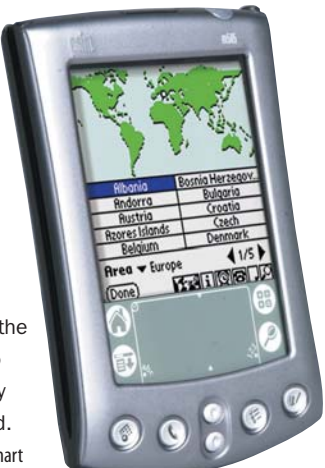 palm
m515
Albania Bosnia Herzegov...
Andorra Bulgaria
Austria Croatia
Azores Islands Czech
Belgium Denmark
Area Europe 1/5
Done
the
d.
hart